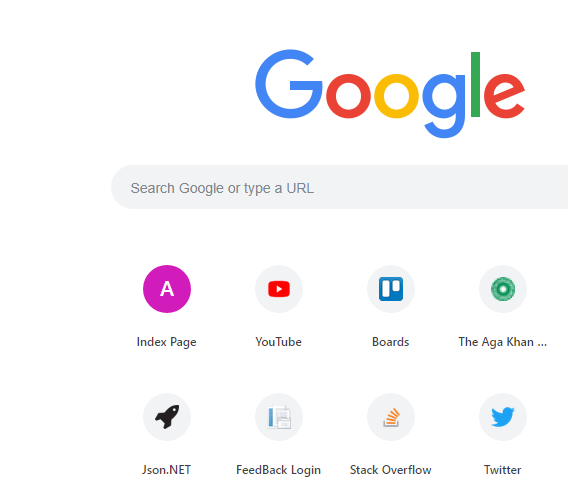 Google
Search Google or type a URL
A
Index Page
YouTube
Boards
The Aga Khan ...
Json.NET
FeedBack Login
Stack Overflow
Twitter